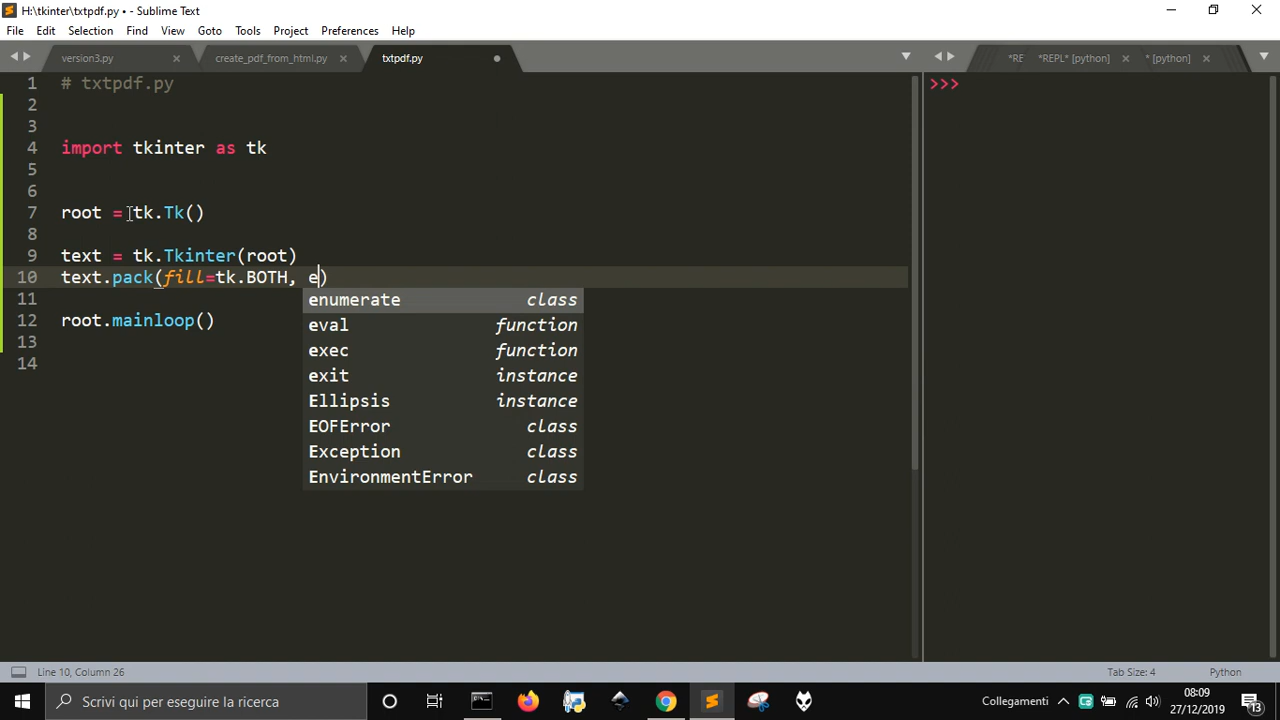 H:\tkinter\txtpdf.py • - Sublime Text
File Edit Selection Find View Goto Tools Project Preferences Help
version3.py create_pdf_from_html.py txtpdf.py *RE *REPL* [python] * [python]
1 # txtpdf.py
2
3
4 import tkinter as tk
5
6
7 root = tk.Tk()
8
9 text = tk.Tkinter(root)
10 text.pack(fill=tk.BOTH, e)
11
12 root.mainloop()
13
14
enumerate class
eval function
exec function
exit instance
Ellipsis instance
EOFError class
Exception class
EnvironmentError class
>>>
Line 10, Column 26 Tab Size: 4 Python
Scrivi qui per eseguire la ricerca
Collegamenti
08:09
27/12/2019
13